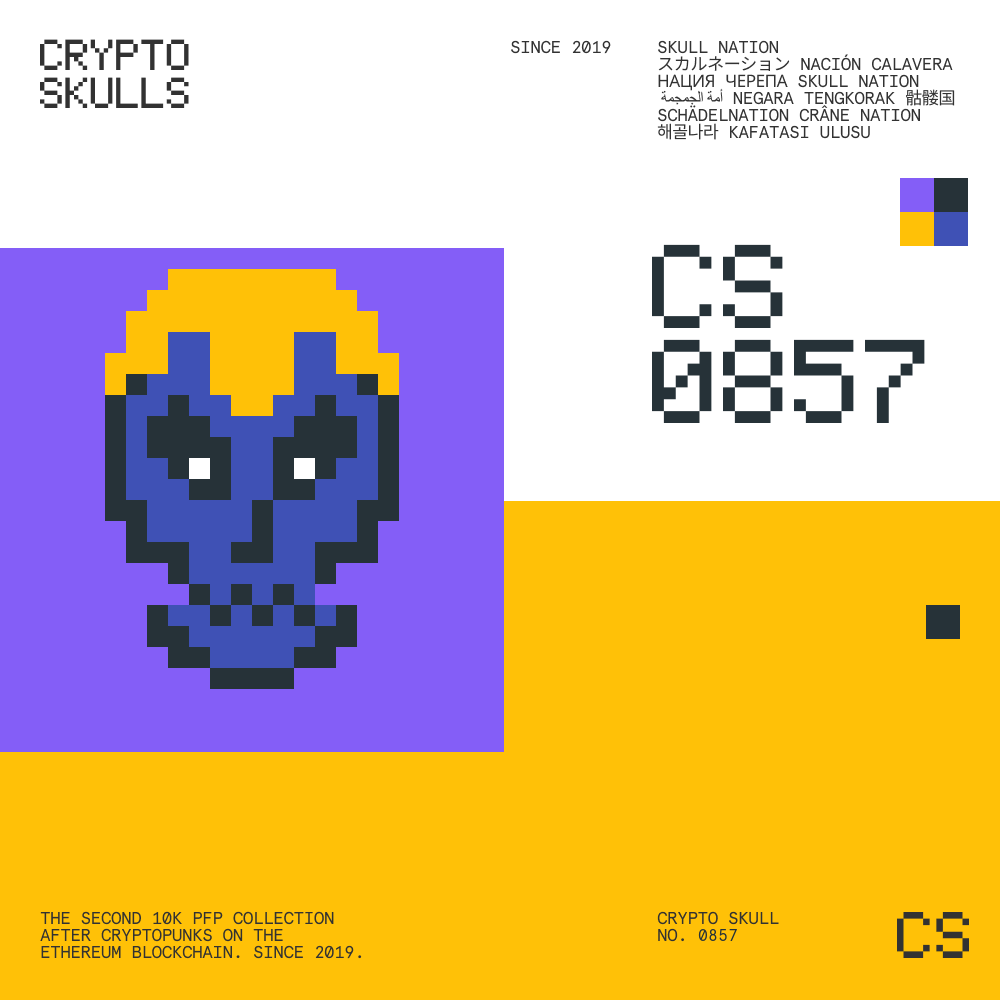 CRYPTO
SKULLS
SINCE 2019
SKULL NATION
スカルネーション NACIÓN CALAVERA
НАЦИЯ ЧЕРЕПА SKULL NATION
أمة الجمجمة NEGARA TENGKORAK 骷髅国
SCHÄDELNATION CRÂNE NATION
해골나라 KAFATASI ULUSU
CS
0857
THE SECOND 10K PFP COLLECTION
AFTER CRYPTOPUNKS ON THE
ETHEREUM BLOCKCHAIN. SINCE 2019.
CRYPTO SKULL
NO. 0857
CS